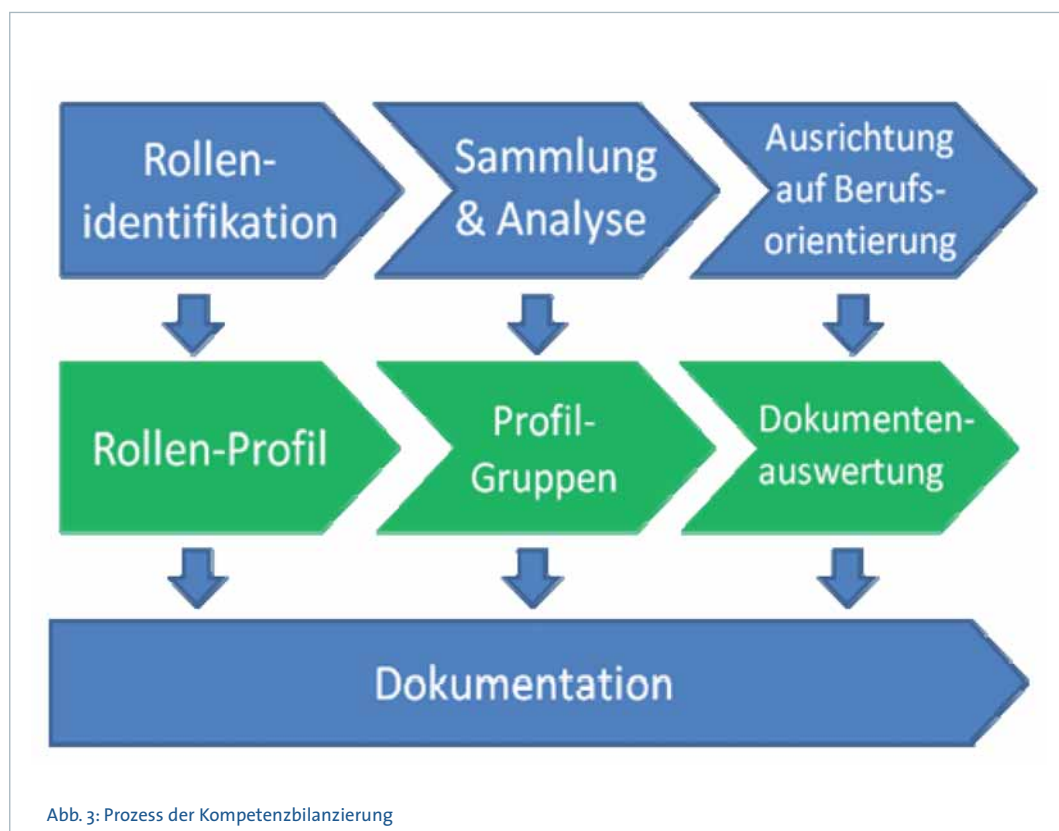 Rollen-
identifikation
Sammlung
& Analyse
Ausrichtung
auf Berufs-
orientierung
Rollen-Profil
Profil-
Gruppen
Dokumenten-
auswertung
Dokumentation
Abb. 3: Prozess der Kompetenzbilanzierung